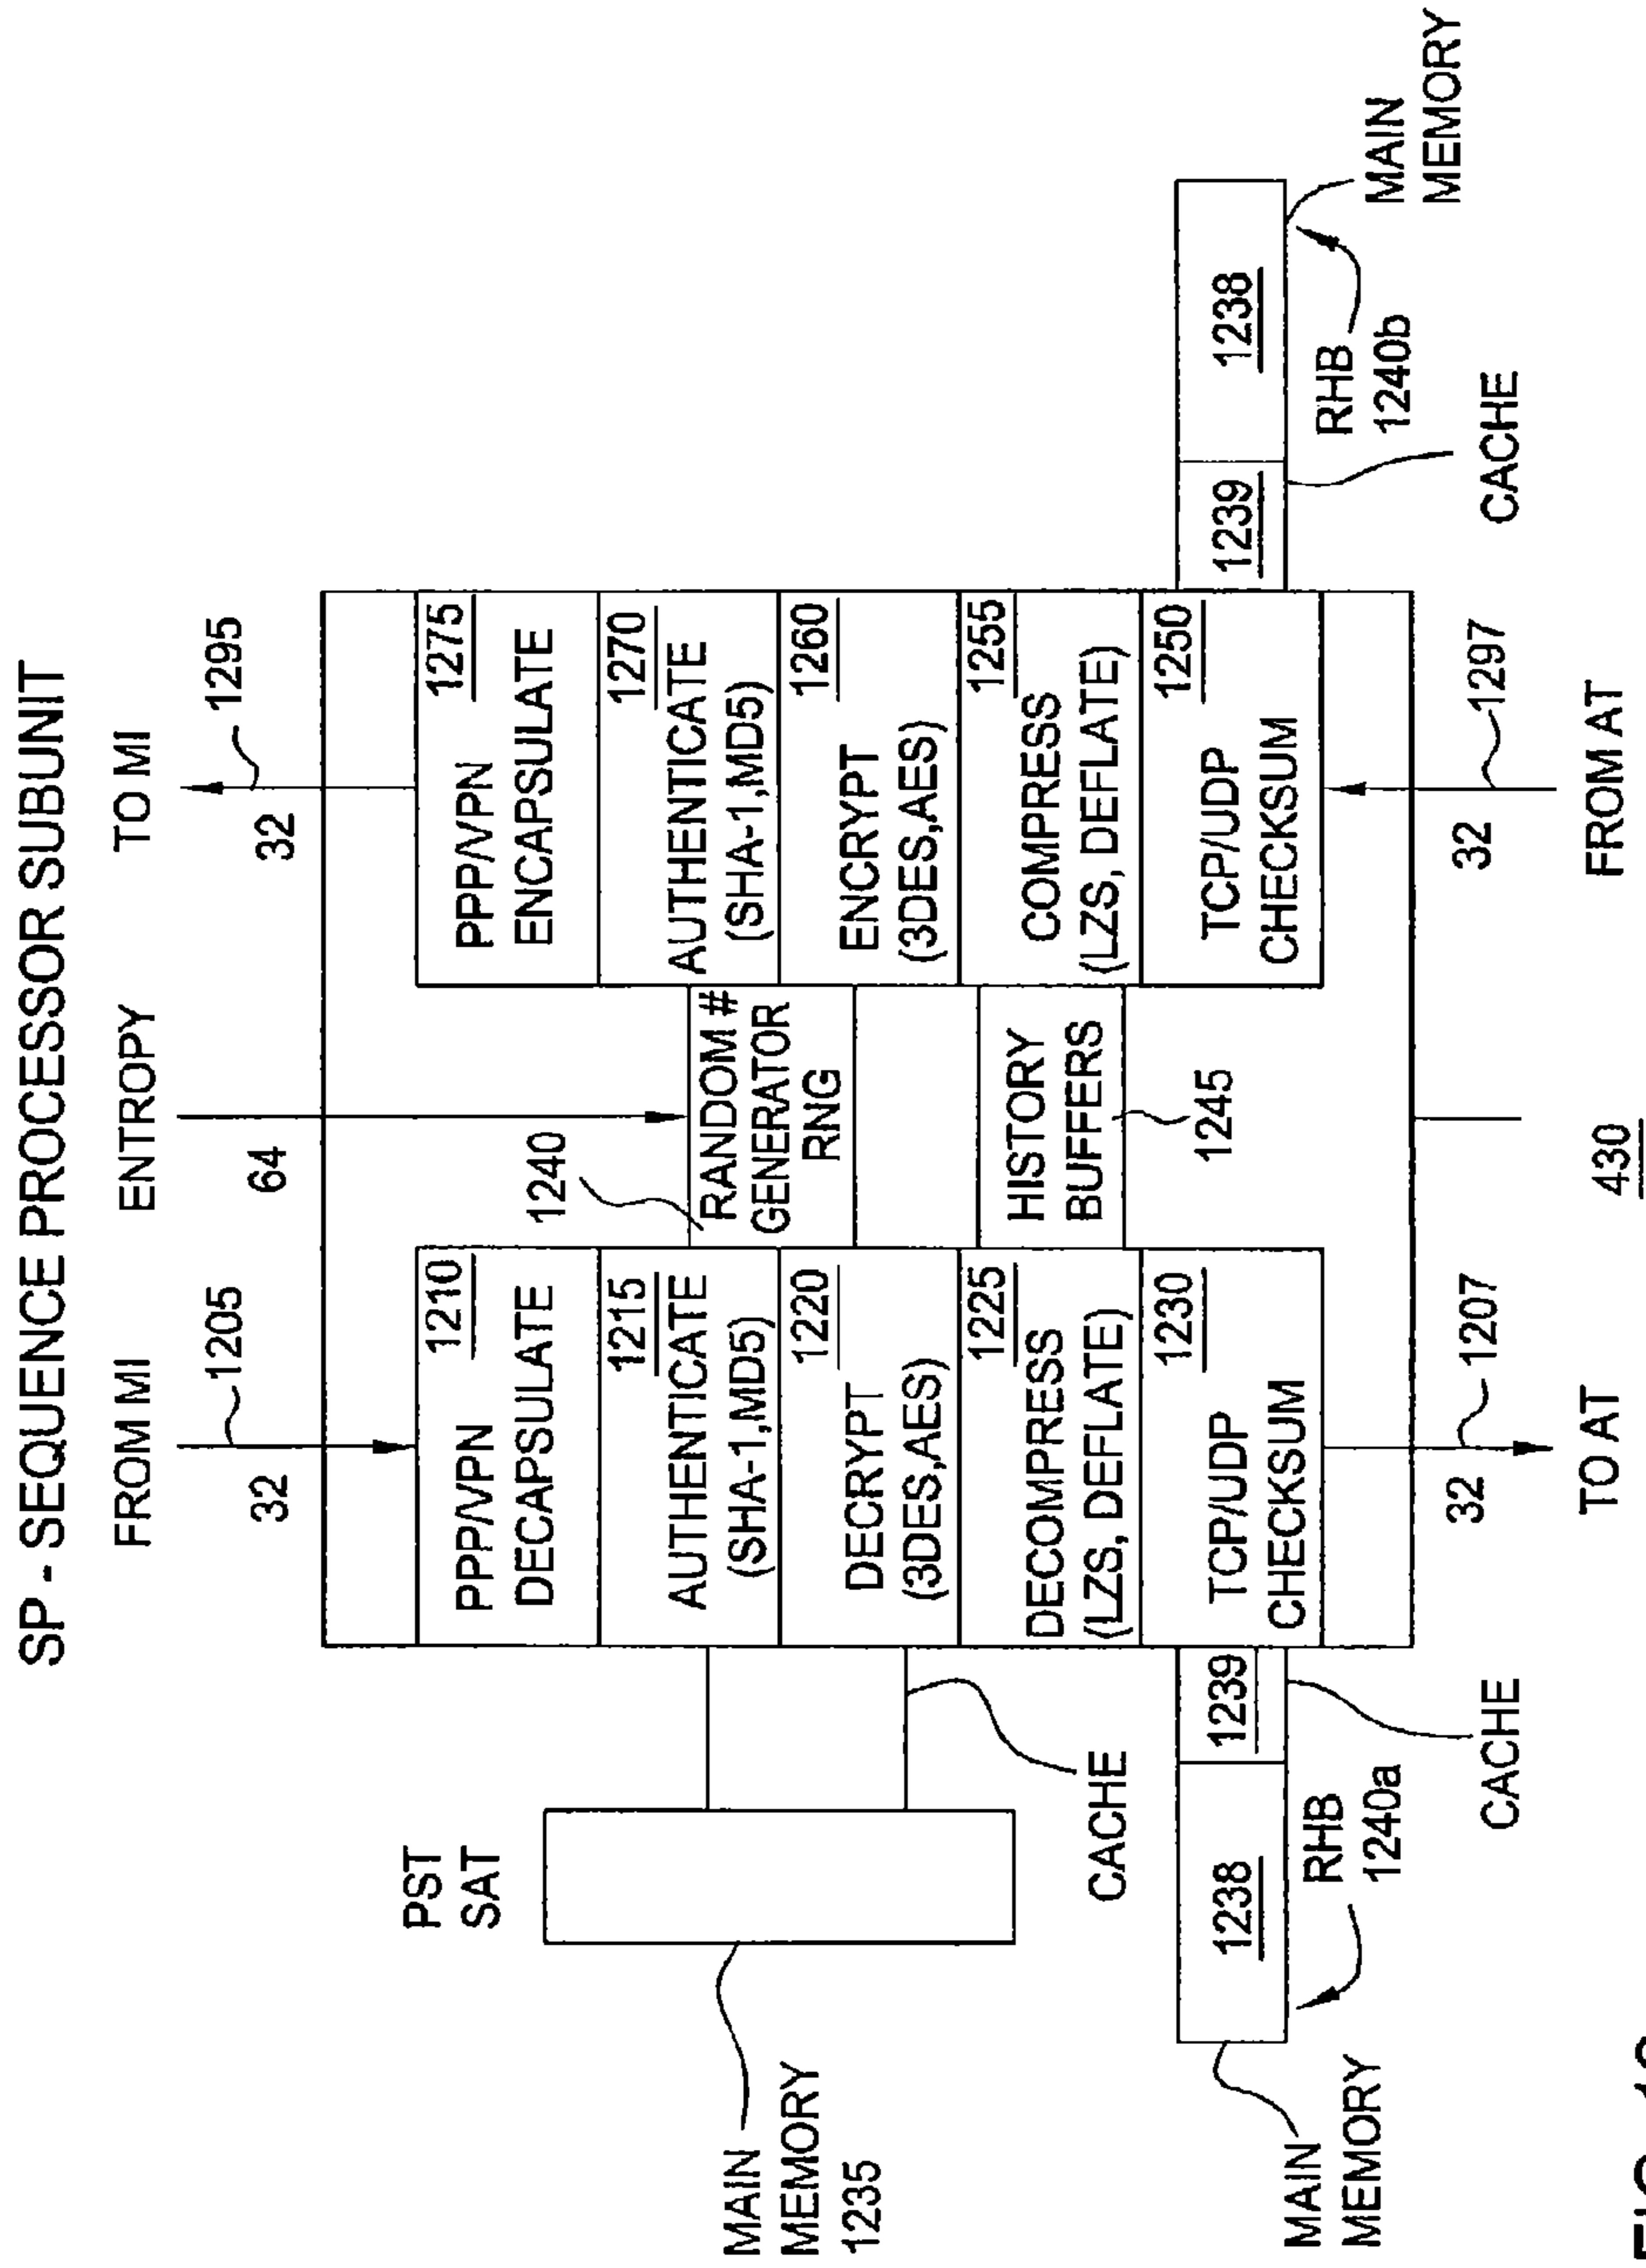 SP - SEQUENCE PROCESSOR SUBUNIT
FROM MI
ENTROPY
TO MI
32
1205
64
32
1295
PST
SAT
PPP/VPN
DECAPSULATE
1210
AUTHENTICATE
(SHA-1,MD5)
1215
DECRYPT
(3DES,AES)
1220
DECOMPRESS
(LZS, DEFLATE)
1225
TCP/UDP
CHECKSUM
1230
1240
RANDOM #
GENERATOR
RNG
HISTORY
BUFFERS
1245
PPP/VPN
ENCAPSULATE
1275
AUTHENTICATE
(SHA-1,MD5)
1270
ENCRYPT
(3DES,AES)
1260
COMPRESS
(LZS, DEFLATE)
1255
TCP/UDP
CHECKSUM
1250
MAIN
MEMORY
1235
CACHE
1238
1239
1239
1238
MAIN
MEMORY
RHB
1240a
CACHE
CACHE
RHB
1240b
MAIN
MEMORY
32
1207
TO AT
430
32
1297
FROM AT